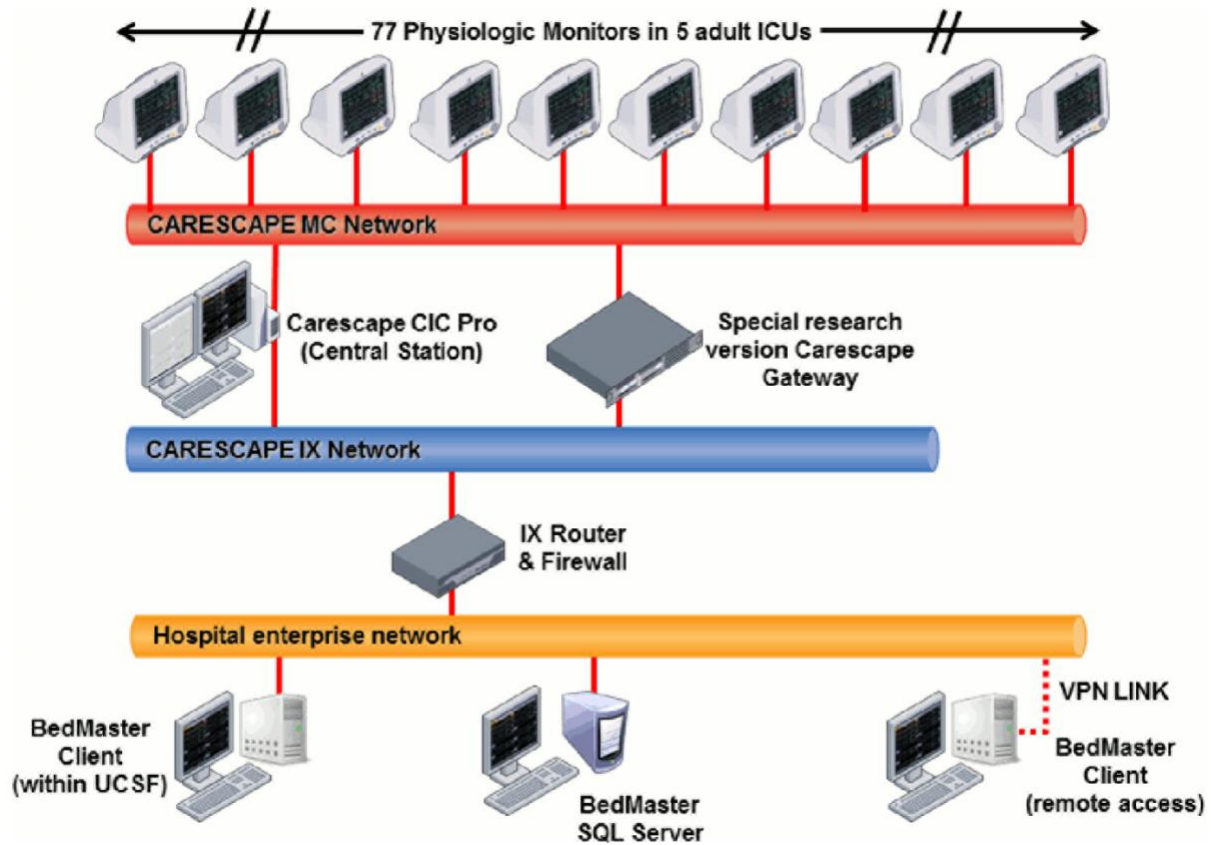 77 Physiologic Monitors in 5 adult ICUs
CARESCAPE MC Network
Carescape CIC Pro
(Central Station)
Special research
version Carescape
Gateway
CARESCAPE IX Network
IX Router
& Firewall
Hospital enterprise network
VPN LINK
BedMaster
Client
(within UCSF)
BedMaster
SQL Server
BedMaster
Client
(remote access)